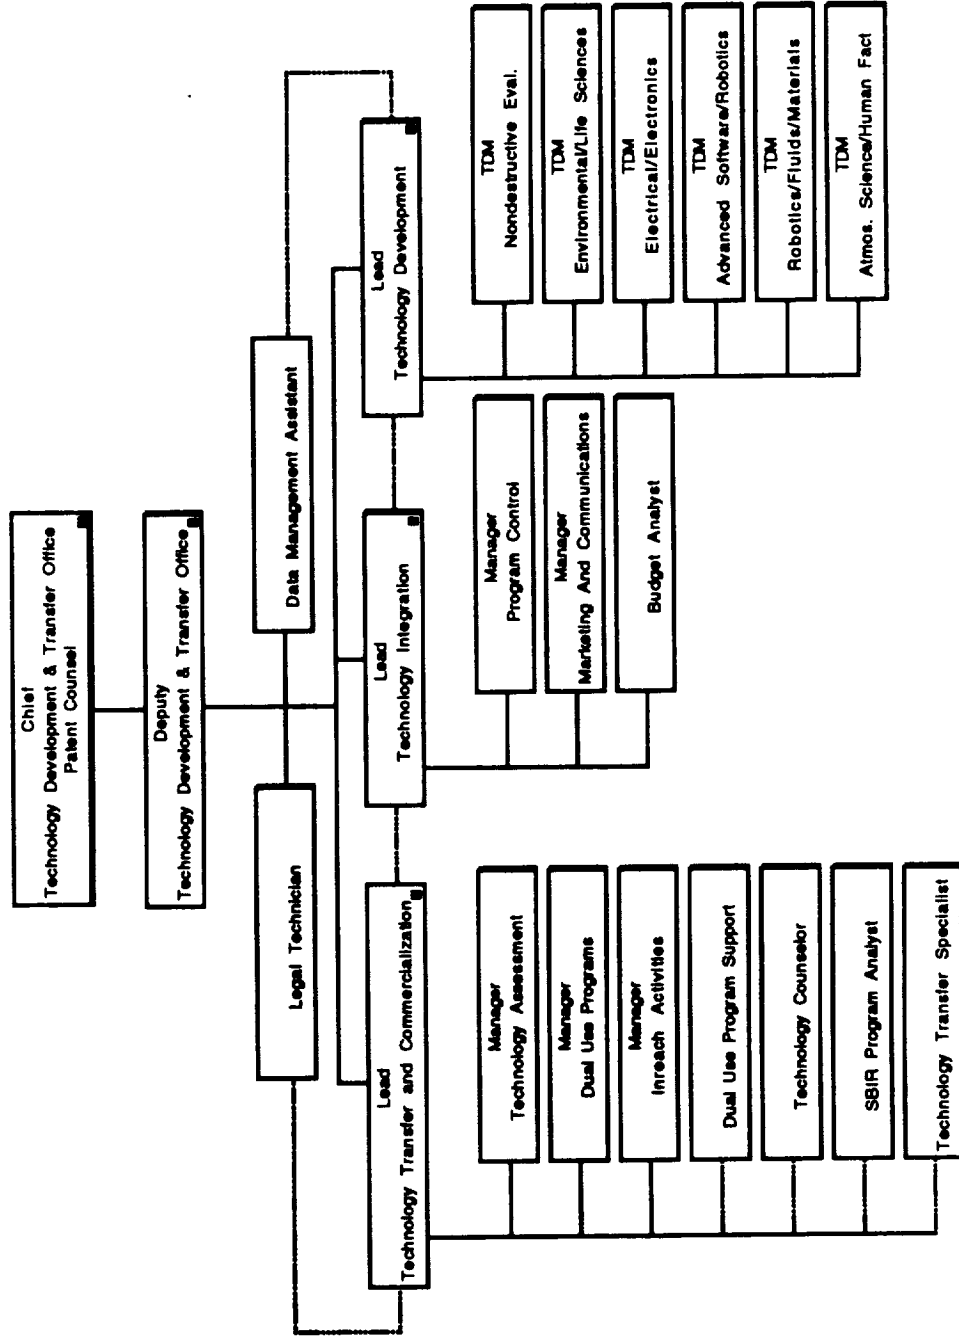 Chief
Technology Development & Transfer Office
Patent Counsel
Deputy
Technology Development & Transfer Office
Legal Technician
Data Management Assistant
Lead
Technology Transfer and Commercialization
Lead
Technology Integration
Lead
Technology Development
Manager
Technology Assessment
Manager
Dual Use Programs
Manager
Inreach Activities
Dual Use Program Support
Technology Counselor
SBIR Program Analyst
Technology Transfer Specialist
Manager
Program Control
Manager
Marketing And Communications
Budget Analyst
TDM
Nondestructive Eval.
TDM
Environmental/Life Sciences
TDM
Electrical/Electronics
TDM
Advanced Software/Robotics
TDM
Robotics/Fluids/Materials
TDM
Atmos. Science/Human Fact